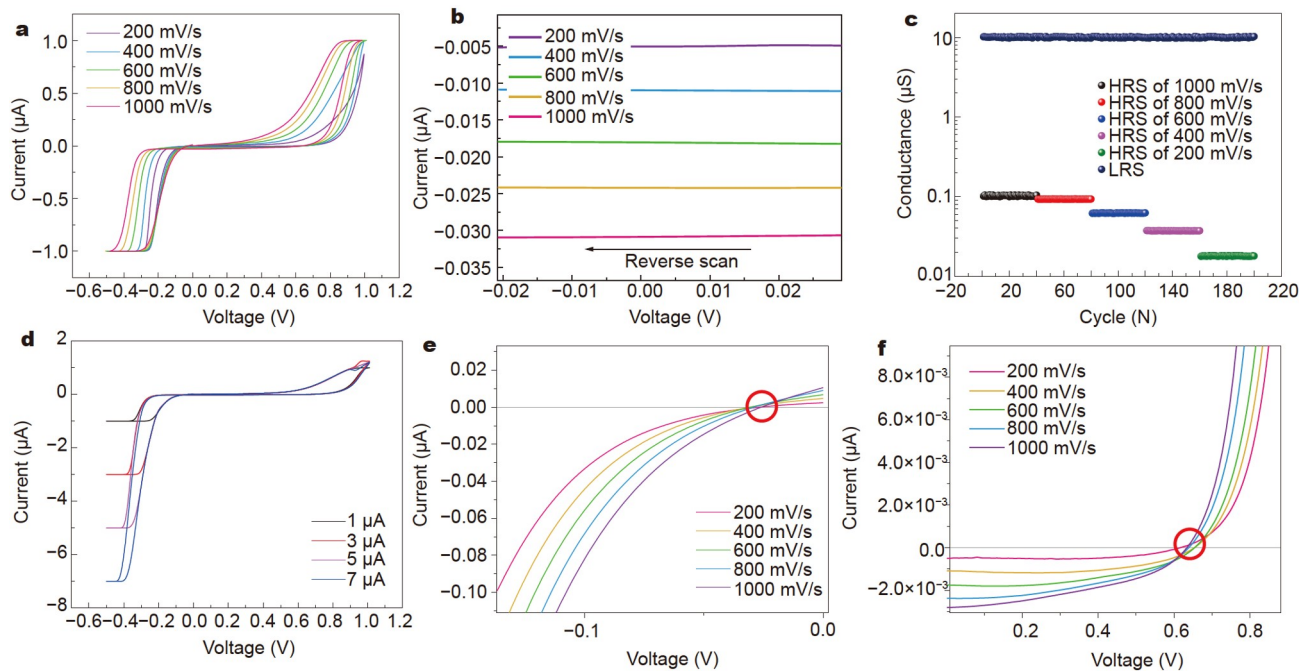 a
200 mV/s
400 mV/s
600 mV/s
800 mV/s
1000 mV/s
1.0
0.5
0.0
−0.5
−1.0
Current (μA)
−0.6 −0.4 −0.2 0.0 0.2 0.4 0.6 0.8 1.0 1.2
Voltage (V)
b
200 mV/s
400 mV/s
600 mV/s
800 mV/s
1000 mV/s
−0.005
−0.010
−0.015
−0.020
−0.025
−0.030
−0.035
Current (μA)
Reverse scan
−0.02 −0.01 0.00 0.01 0.02
Voltage (V)
c
10
1
0.1
0.01
Conductance (μS)
HRS of 1000 mV/s
HRS of 800 mV/s
HRS of 600 mV/s
HRS of 400 mV/s
HRS of 200 mV/s
LRS
−20 20 60 100 140 180 220
Cycle (N)
d
2
0
−2
−4
−6
−8
Current (μA)
1 μA
3 μA
5 μA
7 μA
−0.6 −0.4 −0.2 0.0 0.2 0.4 0.6 0.8 1.0 1.2
Voltage (V)
e
0.02
0.00
−0.02
−0.04
−0.06
−0.08
−0.10
Current (μA)
200 mV/s
400 mV/s
600 mV/s
800 mV/s
1000 mV/s
−0.1 0.0
Voltage (V)
f
200 mV/s
400 mV/s
600 mV/s
800 mV/s
1000 mV/s
8.0×10⁻³
6.0×10⁻³
4.0×10⁻³
2.0×10⁻³
0.0
−2.0×10⁻³
Current (μA)
0.2 0.4 0.6 0.8
Voltage (V)